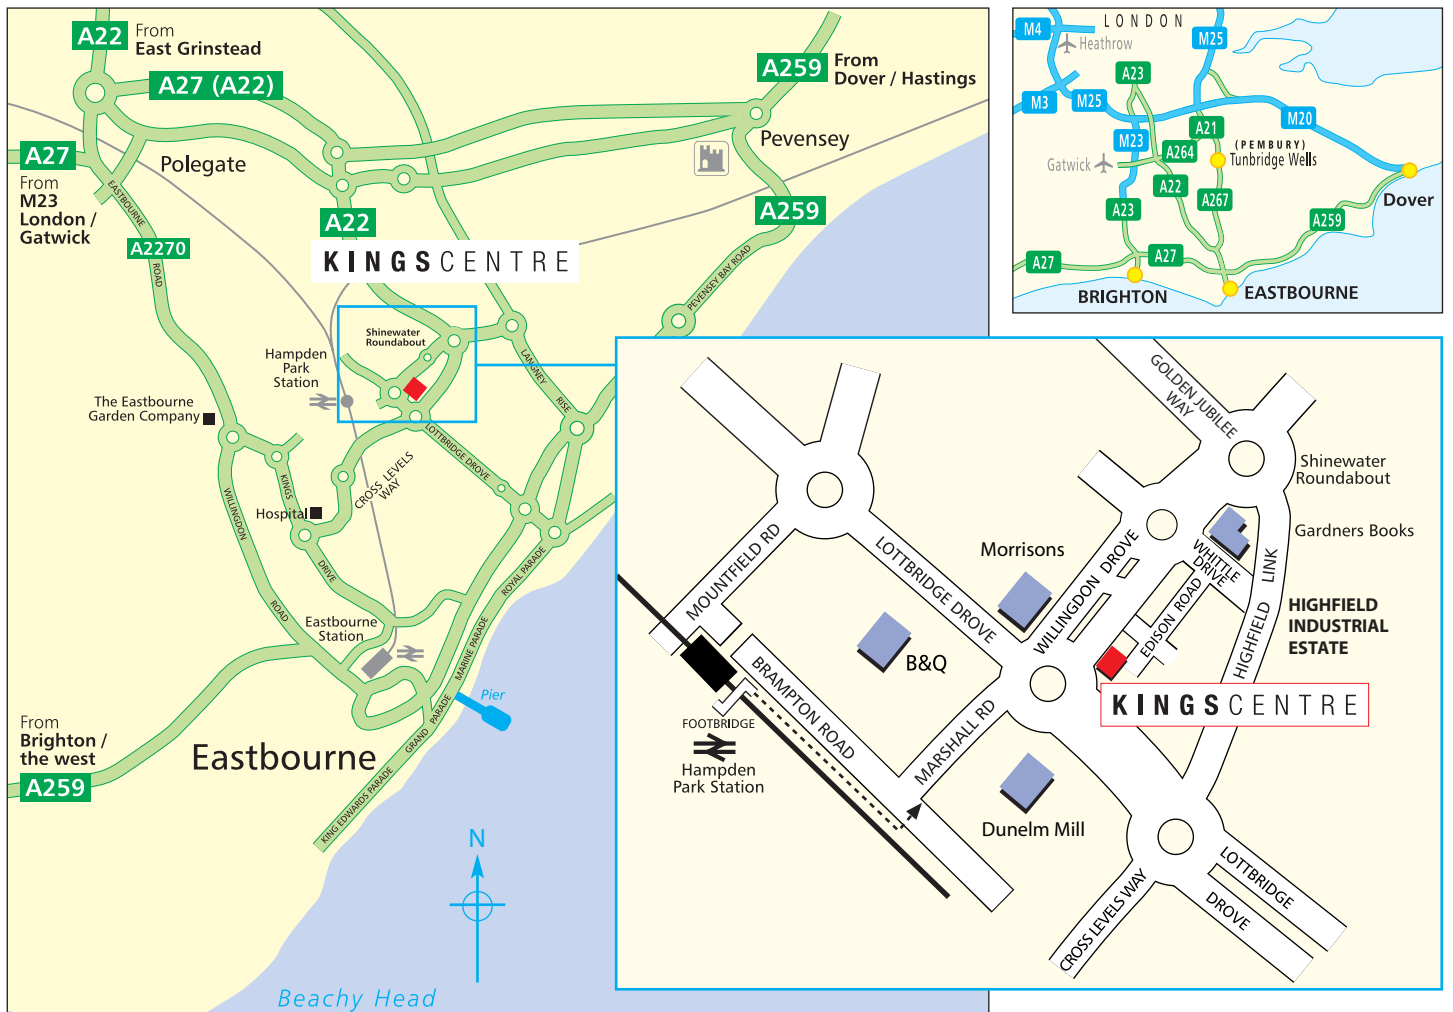 A22
From
East Grinstead
A27 (A22)
A259
From
Dover / Hastings
A27
Polegate
Pevensey
From
M23
London /
Gatwick
EASTBOURNE
ROAD
A2270
A22
A259
KINGSCENTRE
PEVENSEY BAY ROAD
Shinewater
Roundabout
Hampden
Park
Station
LANGNEY
RISE
The Eastbourne
Garden Company
LOTTBRIDGE DROVE
CROSS LEVELS
WAY
KINGS
DRIVE
WILLINGDON
ROAD
Hospital
Eastbourne
Station
ROYAL PARADE
MARINE PARADE
GRAND
PARADE
KING EDWARDS PARADE
Pier
From
Brighton /
the west
A259
Eastbourne
N
Beachy Head
LONDON
M4
Heathrow
M25
A23
M3
M25
M20
M23
A21
A264
(PEMBURY)
Tunbridge Wells
Gatwick
A22
A267
A23
A259
Dover
A27
A27
BRIGHTON
EASTBOURNE
GOLDEN JUBILEE
WAY
Shinewater
Roundabout
Gardners Books
MOUNTFIELD RD
LOTTBRIDGE DROVE
Morrisons
WILLINGDON DROVE
WHITTLE
DRIVE
EDISON ROAD
HIGHFIELD LINK
HIGHFIELD
INDUSTRIAL
ESTATE
B&Q
BRAMPTON ROAD
MARSHALL RD
KINGSCENTRE
FOOTBRIDGE
Hampden
Park Station
Dunelm Mill
CROSS LEVELS WAY
LOTTBRIDGE
DROVE